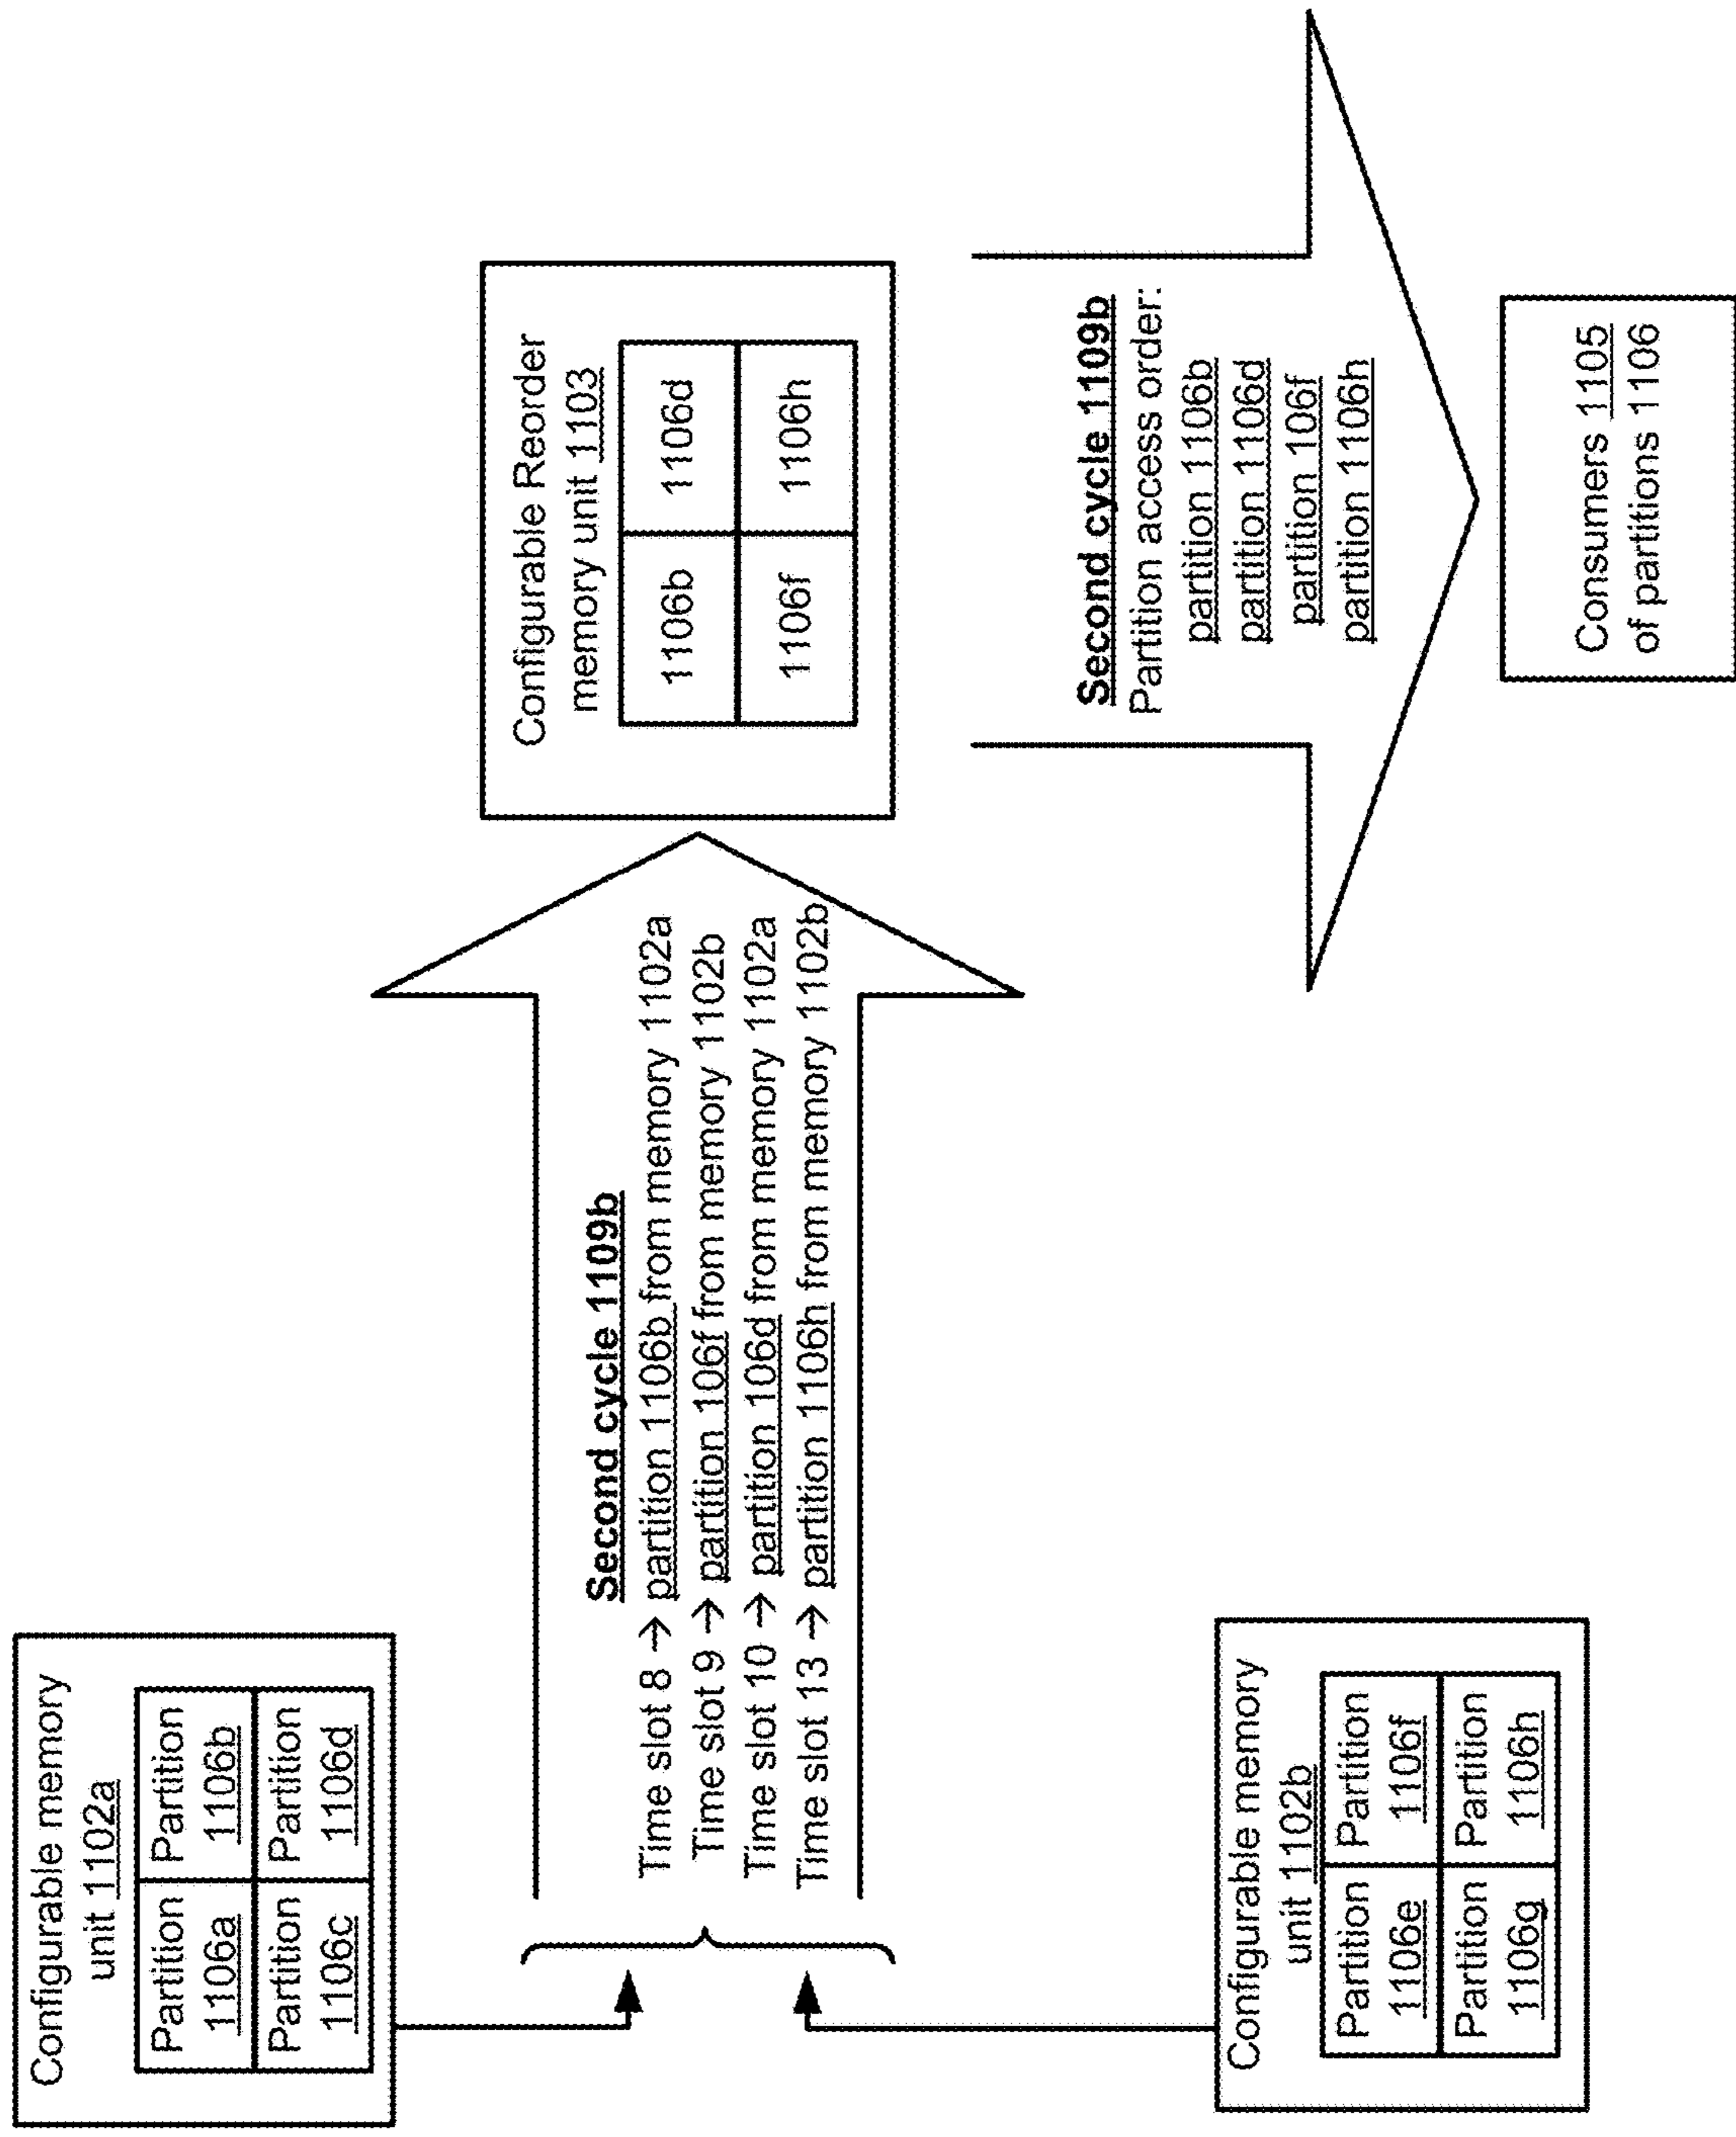 Configurable memory
unit 1102a
Partition
1106a
Partition
1106b
Partition
1106c
Partition
1106d
Second cycle 1109b
Time slot 8 → partition 1106b from memory 1102a
Time slot 9 → partition 106f from memory 1102b
Time slot 10 → partition 106d from memory 1102a
Time slot 13 → partition 1106h from memory 1102b
Configurable memory
unit 1102b
Partition
1106e
Partition
1106f
Partition
1106g
Partition
1106h
Configurable Reorder
memory unit 1103
1106b
1106d
1106f
1106h
Second cycle 1109b
Partition access order:
partition 1106b
partition 1106d
partition 106f
partition 1106h
Consumers 1105
of partitions 1106